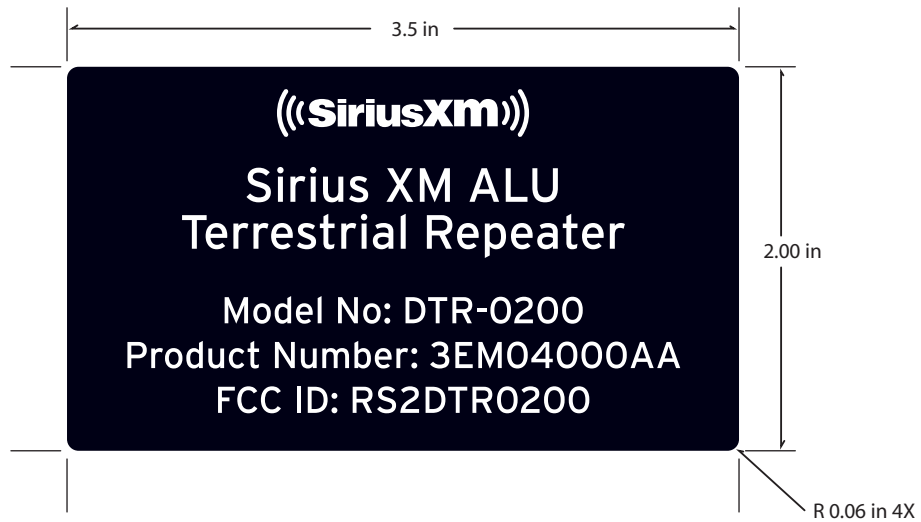 3.5 in
(((SiriusXM)))
Sirius XM ALU
Terrestrial Repeater
2.00 in
Model No: DTR-0200
Product Number: 3EM04000AA
FCC ID: RS2DTR0200
R 0.06 in 4X